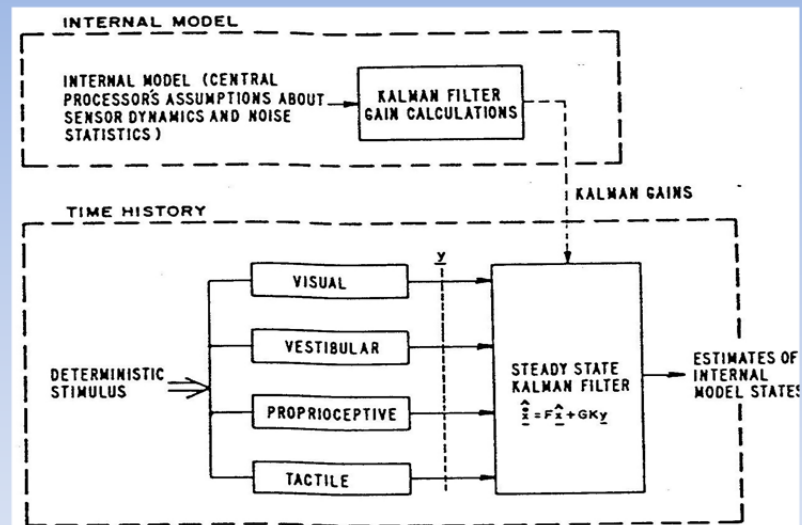 INTERNAL MODEL
INTERNAL MODEL (CENTRAL
PROCESSOR'S ASSUMPTIONS ABOUT
SENSOR DYNAMICS AND NOISE
STATISTICS)
KALMAN FILTER
GAIN CALCULATIONS
KALMAN GAINS
TIME HISTORY
y
VISUAL
VESTIBULAR
PROPRIOCEPTIVE
TACTILE
DETERMINISTIC
STIMULUS
STEADY STATE
KALMAN FILTER
x̂̇ = Fx̂ + GKy
ESTIMATES OF
INTERNAL
MODEL STATES